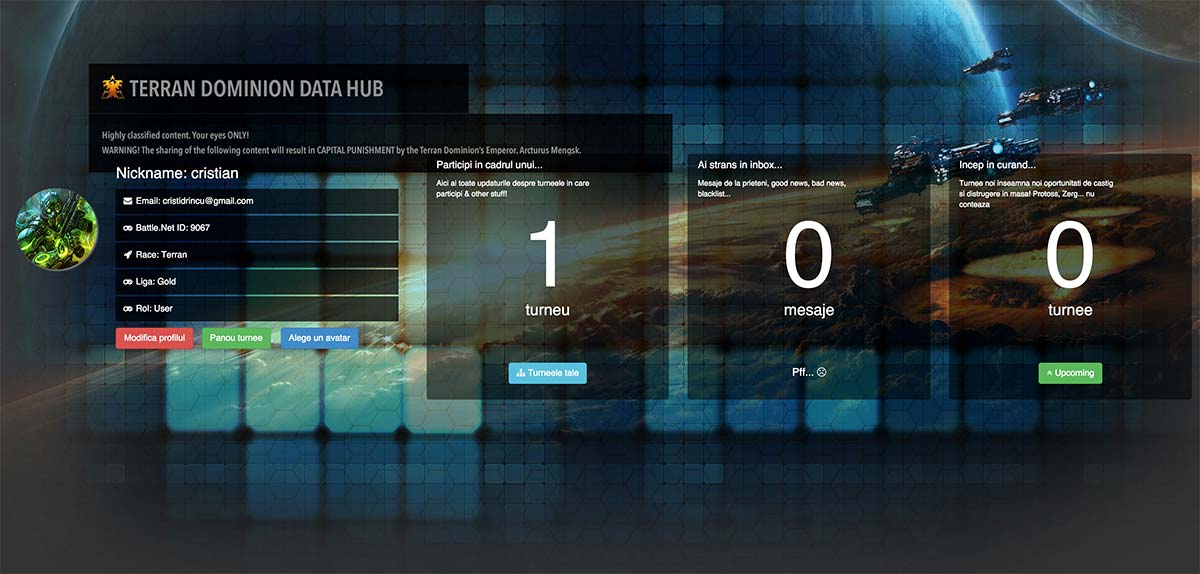 TERRAN DOMINION DATA HUB
Highly classified content. Your eyes ONLY!
WARNING! The sharing of the following content will result in CAPITAL PUNISHMENT by the Terran Dominion's Emperor, Arcturus Mengsk.
Nickname: cristian
Email: cristidrincu@gmail.com
Battle.Net ID: 9067
Race: Terran
Liga: Gold
Rol: User
Modifica profilul
Panou turnee
Alege un avatar
Participi in cadrul unui...
Aici ai toate updaturile despre turneele in care
participi & other stuff!
1
turneu
Turneele tale
Ai strans in inbox...
Mesaje de la prieteni, good news, bad news,
blacklist...
0
mesaje
Pff...
Incep in curand...
Turnee noi inseamna noi oportunitati de castig
si distrugere in masa! Protoss, Zerg... nu
conteaza
0
turnee
Upcoming